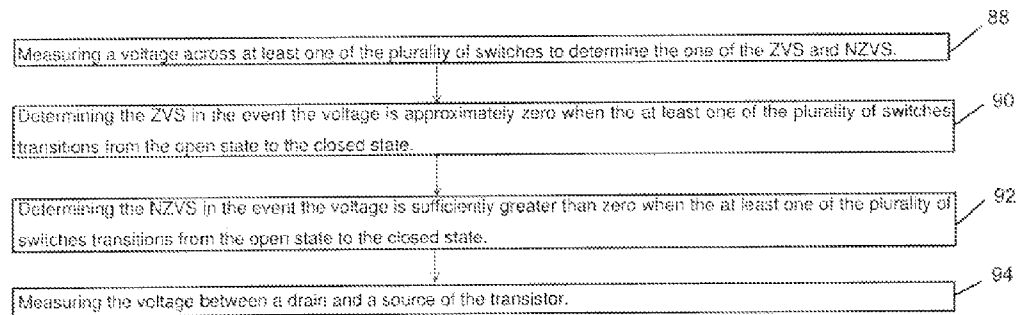 88
Measuring a voltage across at least one of the plurality of switches to determine the one of the ZVS and NZVS.
90
Determining the ZVS in the event the voltage is approximately zero when the at least one of the plurality of switches
transitions from the open state to the closed state.
92
Determining the NZVS in the event the voltage is sufficiently greater than zero when the at least one of the plurality of
switches transitions from the open state to the closed state.
94
Measuring the voltage between a drain and a source of the transistor.